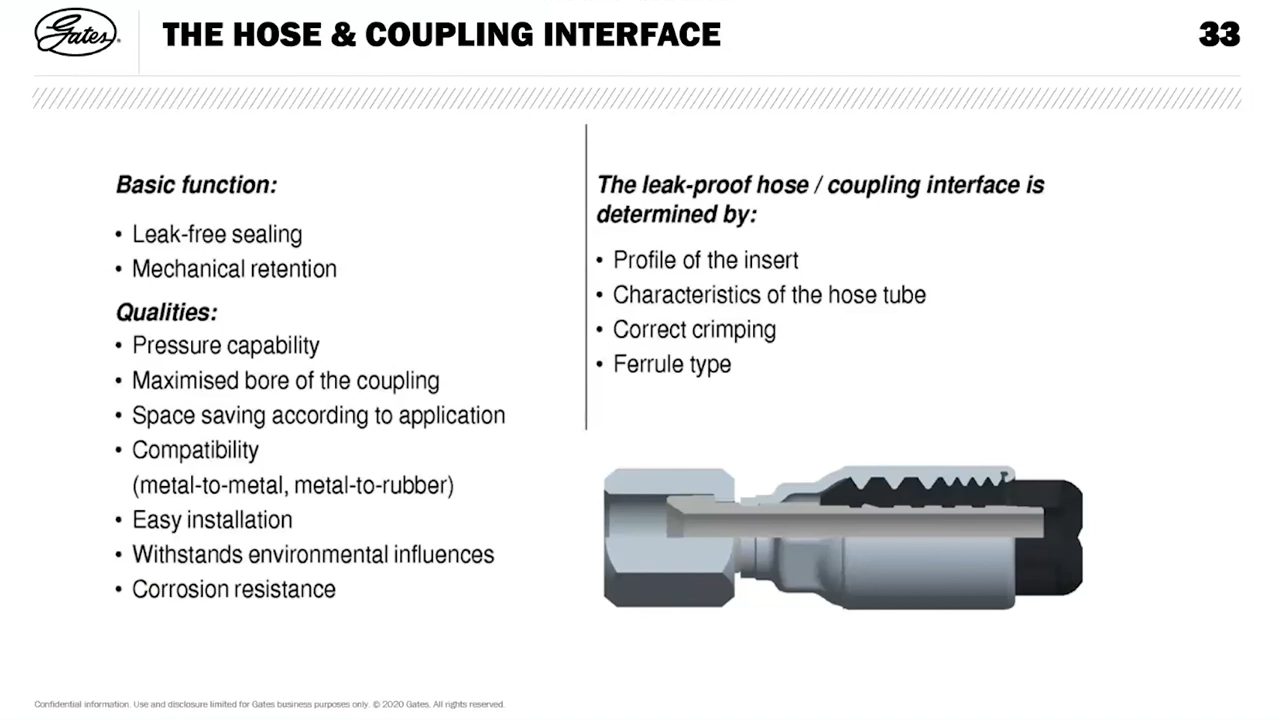 Gates
THE HOSE & COUPLING INTERFACE
33
Basic function:
• Leak-free sealing
• Mechanical retention
Qualities:
• Pressure capability
• Maximised bore of the coupling
• Space saving according to application
• Compatibility
(metal-to-metal, metal-to-rubber)
• Easy installation
• Withstands environmental influences
• Corrosion resistance
The leak-proof hose / coupling interface is
determined by:
• Profile of the insert
• Characteristics of the hose tube
• Correct crimping
• Ferrule type
Confidential information. Use and disclosure limited for Gates business purposes only. © 2020 Gates. All rights reserved.